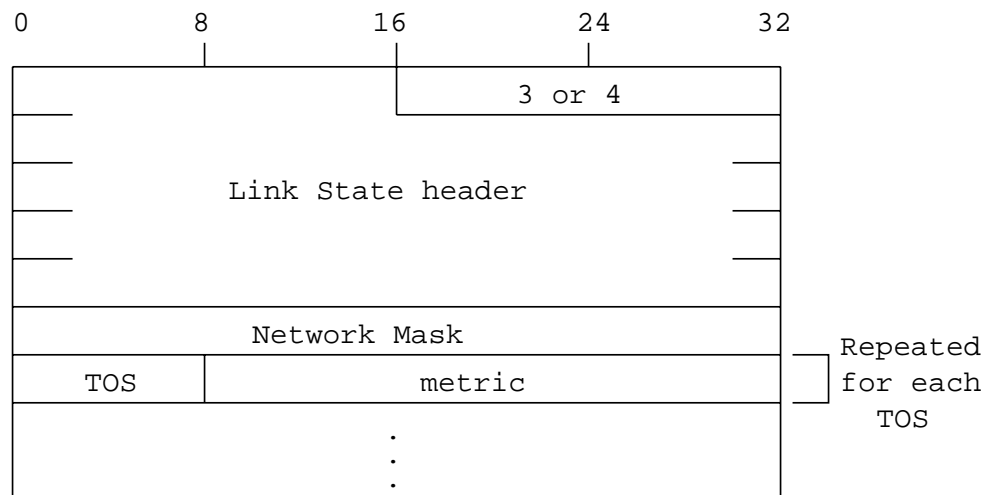 0 8 16 24 32
3 or 4
Link State header
Network Mask
TOS metric
Repeated
for each
TOS
.
.
.